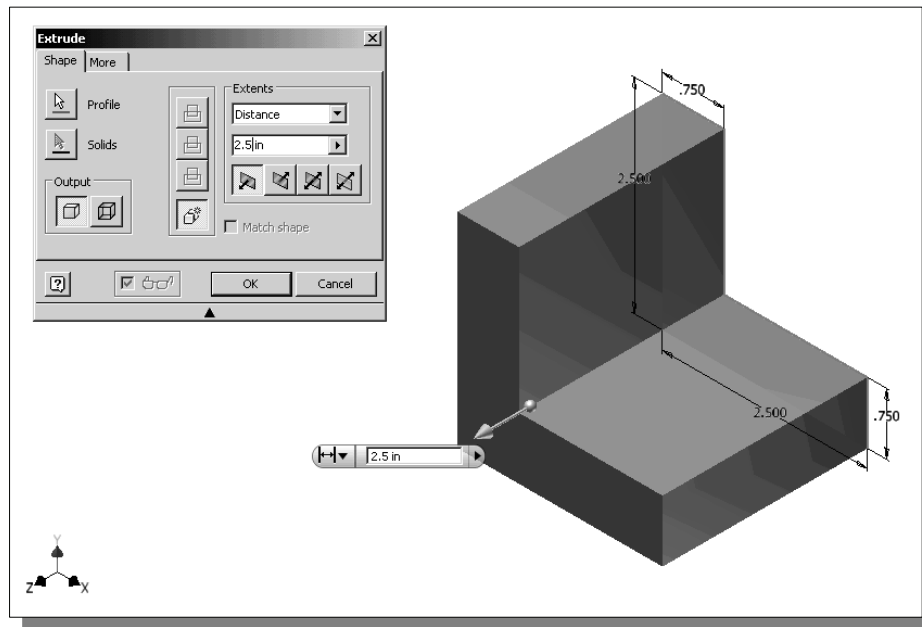 Extrude
Shape More
Profile
Solids
Output
Extents
Distance
2.5 in
Match shape
OK Cancel
.750
2.500
2.500
.750
2.5 in
Y
Z X